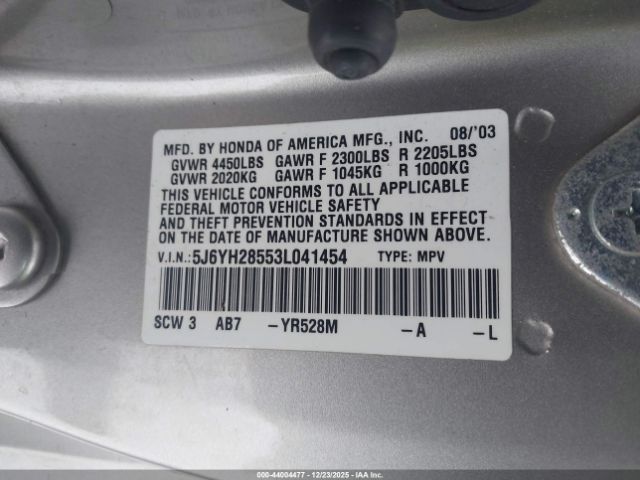 MFD. BY HONDA OF AMERICA MFG., INC. 08/'03
GVWR 4450LBS GAWR F 2300LBS R 2205LBS
GVWR 2020KG GAWR F 1045KG R 1000KG
THIS VEHICLE CONFORMS TO ALL APPLICABLE
FEDERAL MOTOR VEHICLE SAFETY
AND THEFT PREVENTION STANDARDS IN EFFECT
ON THE DATE OF MANUFACTURE SHOWN ABOVE.
V.I.N.: 5J6YH28553L041454 TYPE: MPV
SCW 3 AB7 -YR528M -A -L
000-44004477 - 12/23/2025 - IAAI.com